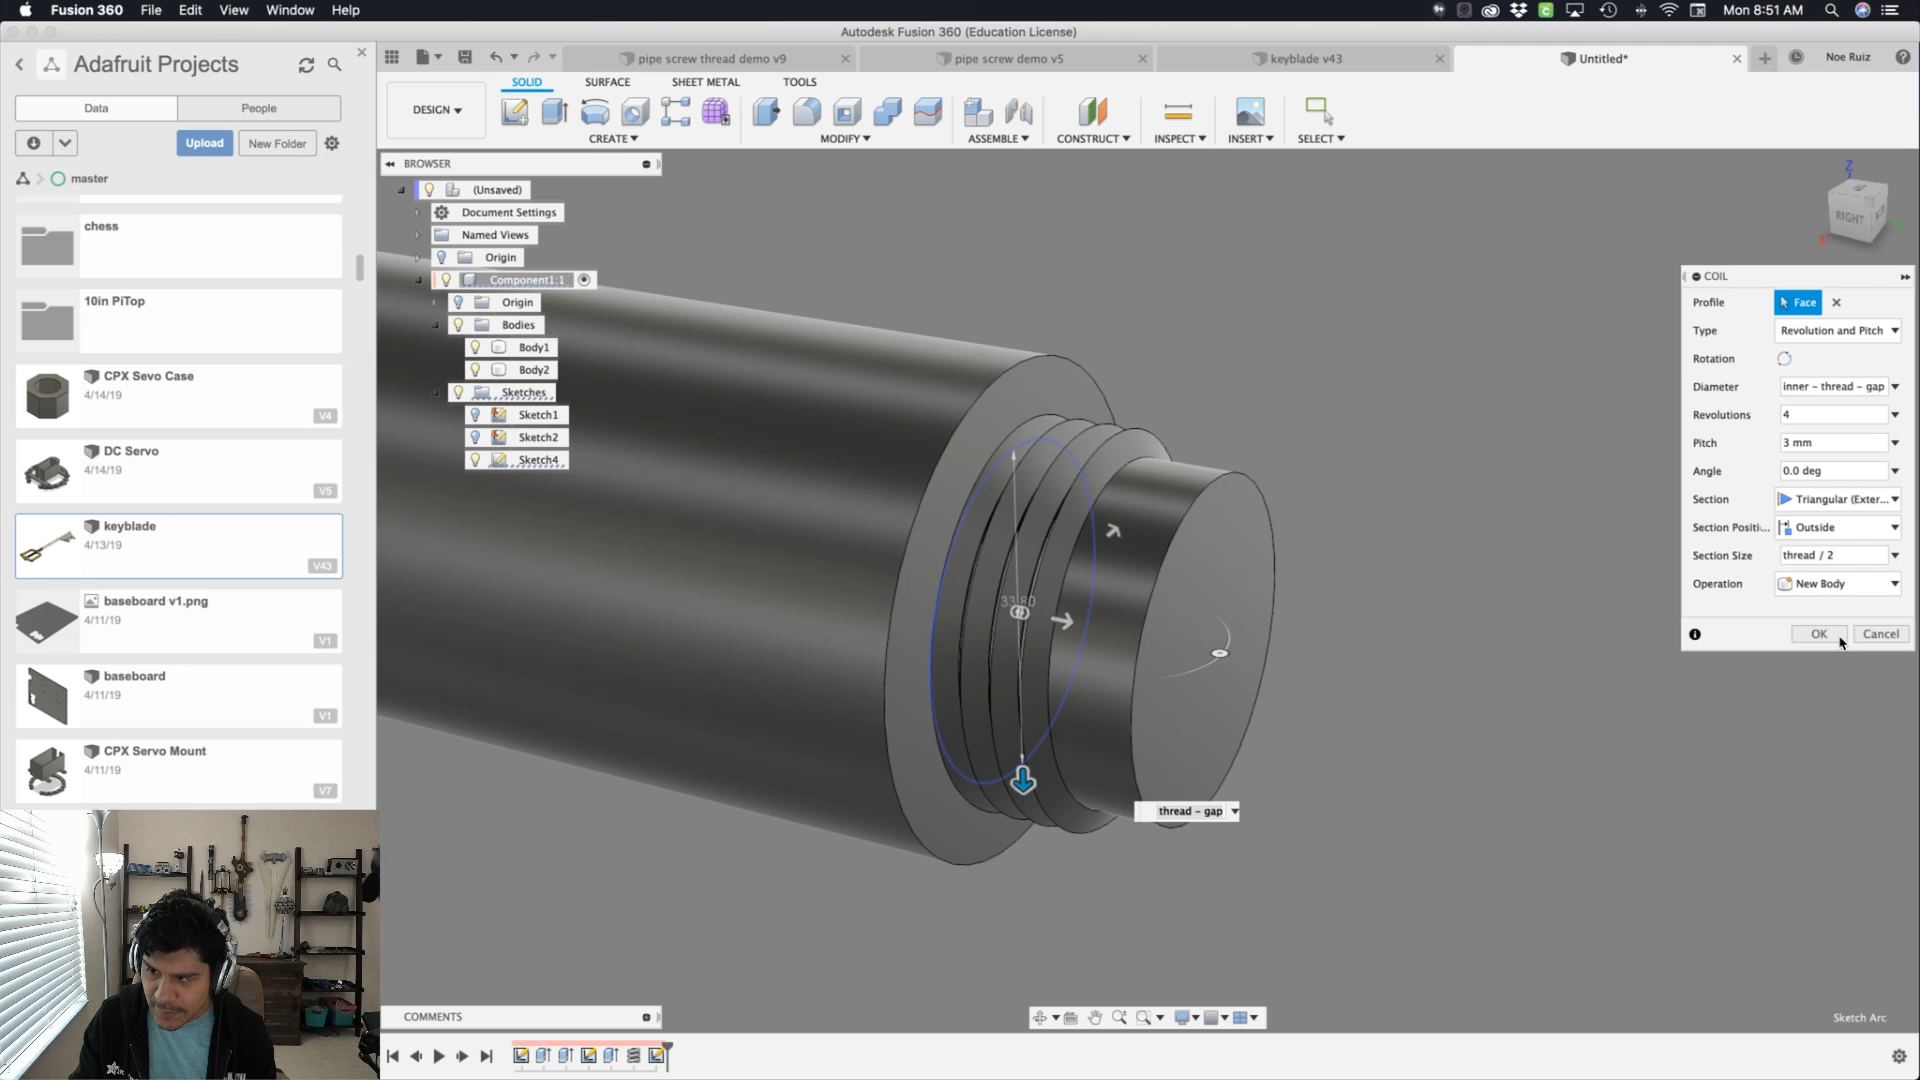 Fusion 360 File Edit View Window Help
Mon 8:51 AM
Autodesk Fusion 360 (Education License)
Adafruit Projects
pipe screw thread demo v9
pipe screw demo v5
keyblade v43
Untitled*
Noe Ruiz
SOLID SURFACE SHEET METAL TOOLS
Data People
DESIGN
CREATE MODIFY ASSEMBLE CONSTRUCT INSPECT INSERT SELECT
Upload New Folder
master
BROWSER
(Unsaved)
Document Settings
Named Views
Origin
Component1:1
Origin
Bodies
Body1
Body2
Sketches
Sketch1
Sketch2
Sketch4
chess
10in PiTop
CPX Sevo Case
4/14/19
V4
DC Servo
4/14/19
V5
keyblade
4/13/19
V43
baseboard v1.png
4/11/19
V1
baseboard
4/11/19
V1
CPX Servo Mount
4/11/19
V7
Z
RIGHT
X
COIL
Profile Face
Type Revolution and Pitch
Rotation
Diameter inner - thread - gap
Revolutions 4
Pitch 3 mm
Angle 0.0 deg
Section Triangular (Exter...
Section Positi... Outside
Section Size thread / 2
Operation New Body
OK Cancel
33.80
thread - gap
COMMENTS
Sketch Arc